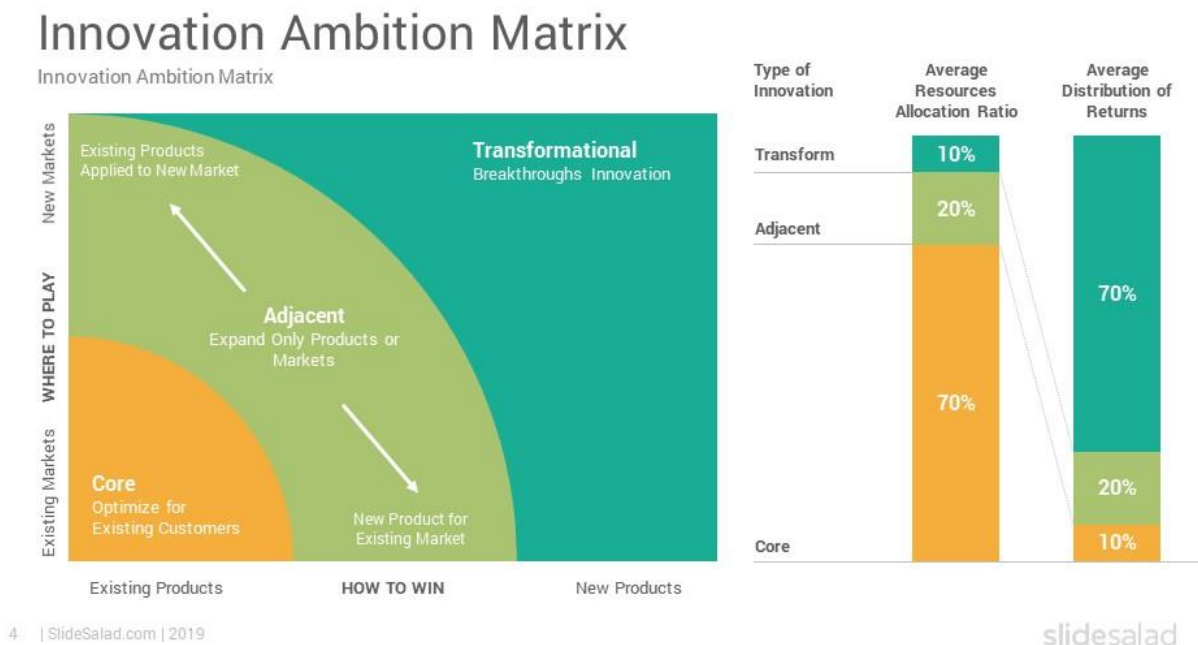 Innovation Ambition Matrix
Innovation Ambition Matrix
New Markets
WHERE TO PLAY
Existing Markets
Existing Products
Applied to New Market
Transformational
Breakthroughs Innovation
Adjacent
Expand Only Products or
Markets
Core
Optimize for
Existing Customers
New Product for
Existing Market
Existing Products
HOW TO WIN
New Products
Type of
Innovation
Average
Resources
Allocation Ratio
Average
Distribution of
Returns
Transform
10%
20%
Adjacent
70%
70%
20%
Core
10%
4 | SlideSalad.com | 2019
slidesalad